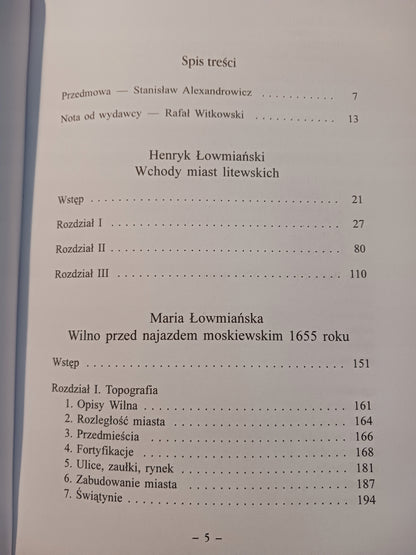 Spis treści
Przedmowa — Stanisław Alexandrowicz . . . . . . . . . . . 7
Nota od wydawcy — Rafał Witkowski . . . . . . . . . . . . 13
Henryk Łowmiański
Wchody miast litewskich
Wstęp . . . . . . . . . . . . . . . . . . . . . . . . . . . . . . . . . . . 21
Rozdział I . . . . . . . . . . . . . . . . . . . . . . . . . . . . . . . 27
Rozdział II . . . . . . . . . . . . . . . . . . . . . . . . . . . . . . 80
Rozdział III . . . . . . . . . . . . . . . . . . . . . . . . . . . . . . 110
Maria Łowmiańska
Wilno przed najazdem moskiewskim 1655 roku
Wstęp . . . . . . . . . . . . . . . . . . . . . . . . . . . . . . . . . . . 151
Rozdział I. Topografia
1. Opisy Wilna . . . . . . . . . . . . . . . . . . . . . . . . . . . . 161
2. Rozległość miasta . . . . . . . . . . . . . . . . . . . . . . . . 164
3. Przedmieścia . . . . . . . . . . . . . . . . . . . . . . . . . . . 166
4. Fortyfikacje . . . . . . . . . . . . . . . . . . . . . . . . . . . . 168
5. Ulice, zaułki, rynek . . . . . . . . . . . . . . . . . . . . . . . 181
6. Zabudowanie miasta . . . . . . . . . . . . . . . . . . . . . . 187
7. Świątynie . . . . . . . . . . . . . . . . . . . . . . . . . . . . . . 194
– 5 –